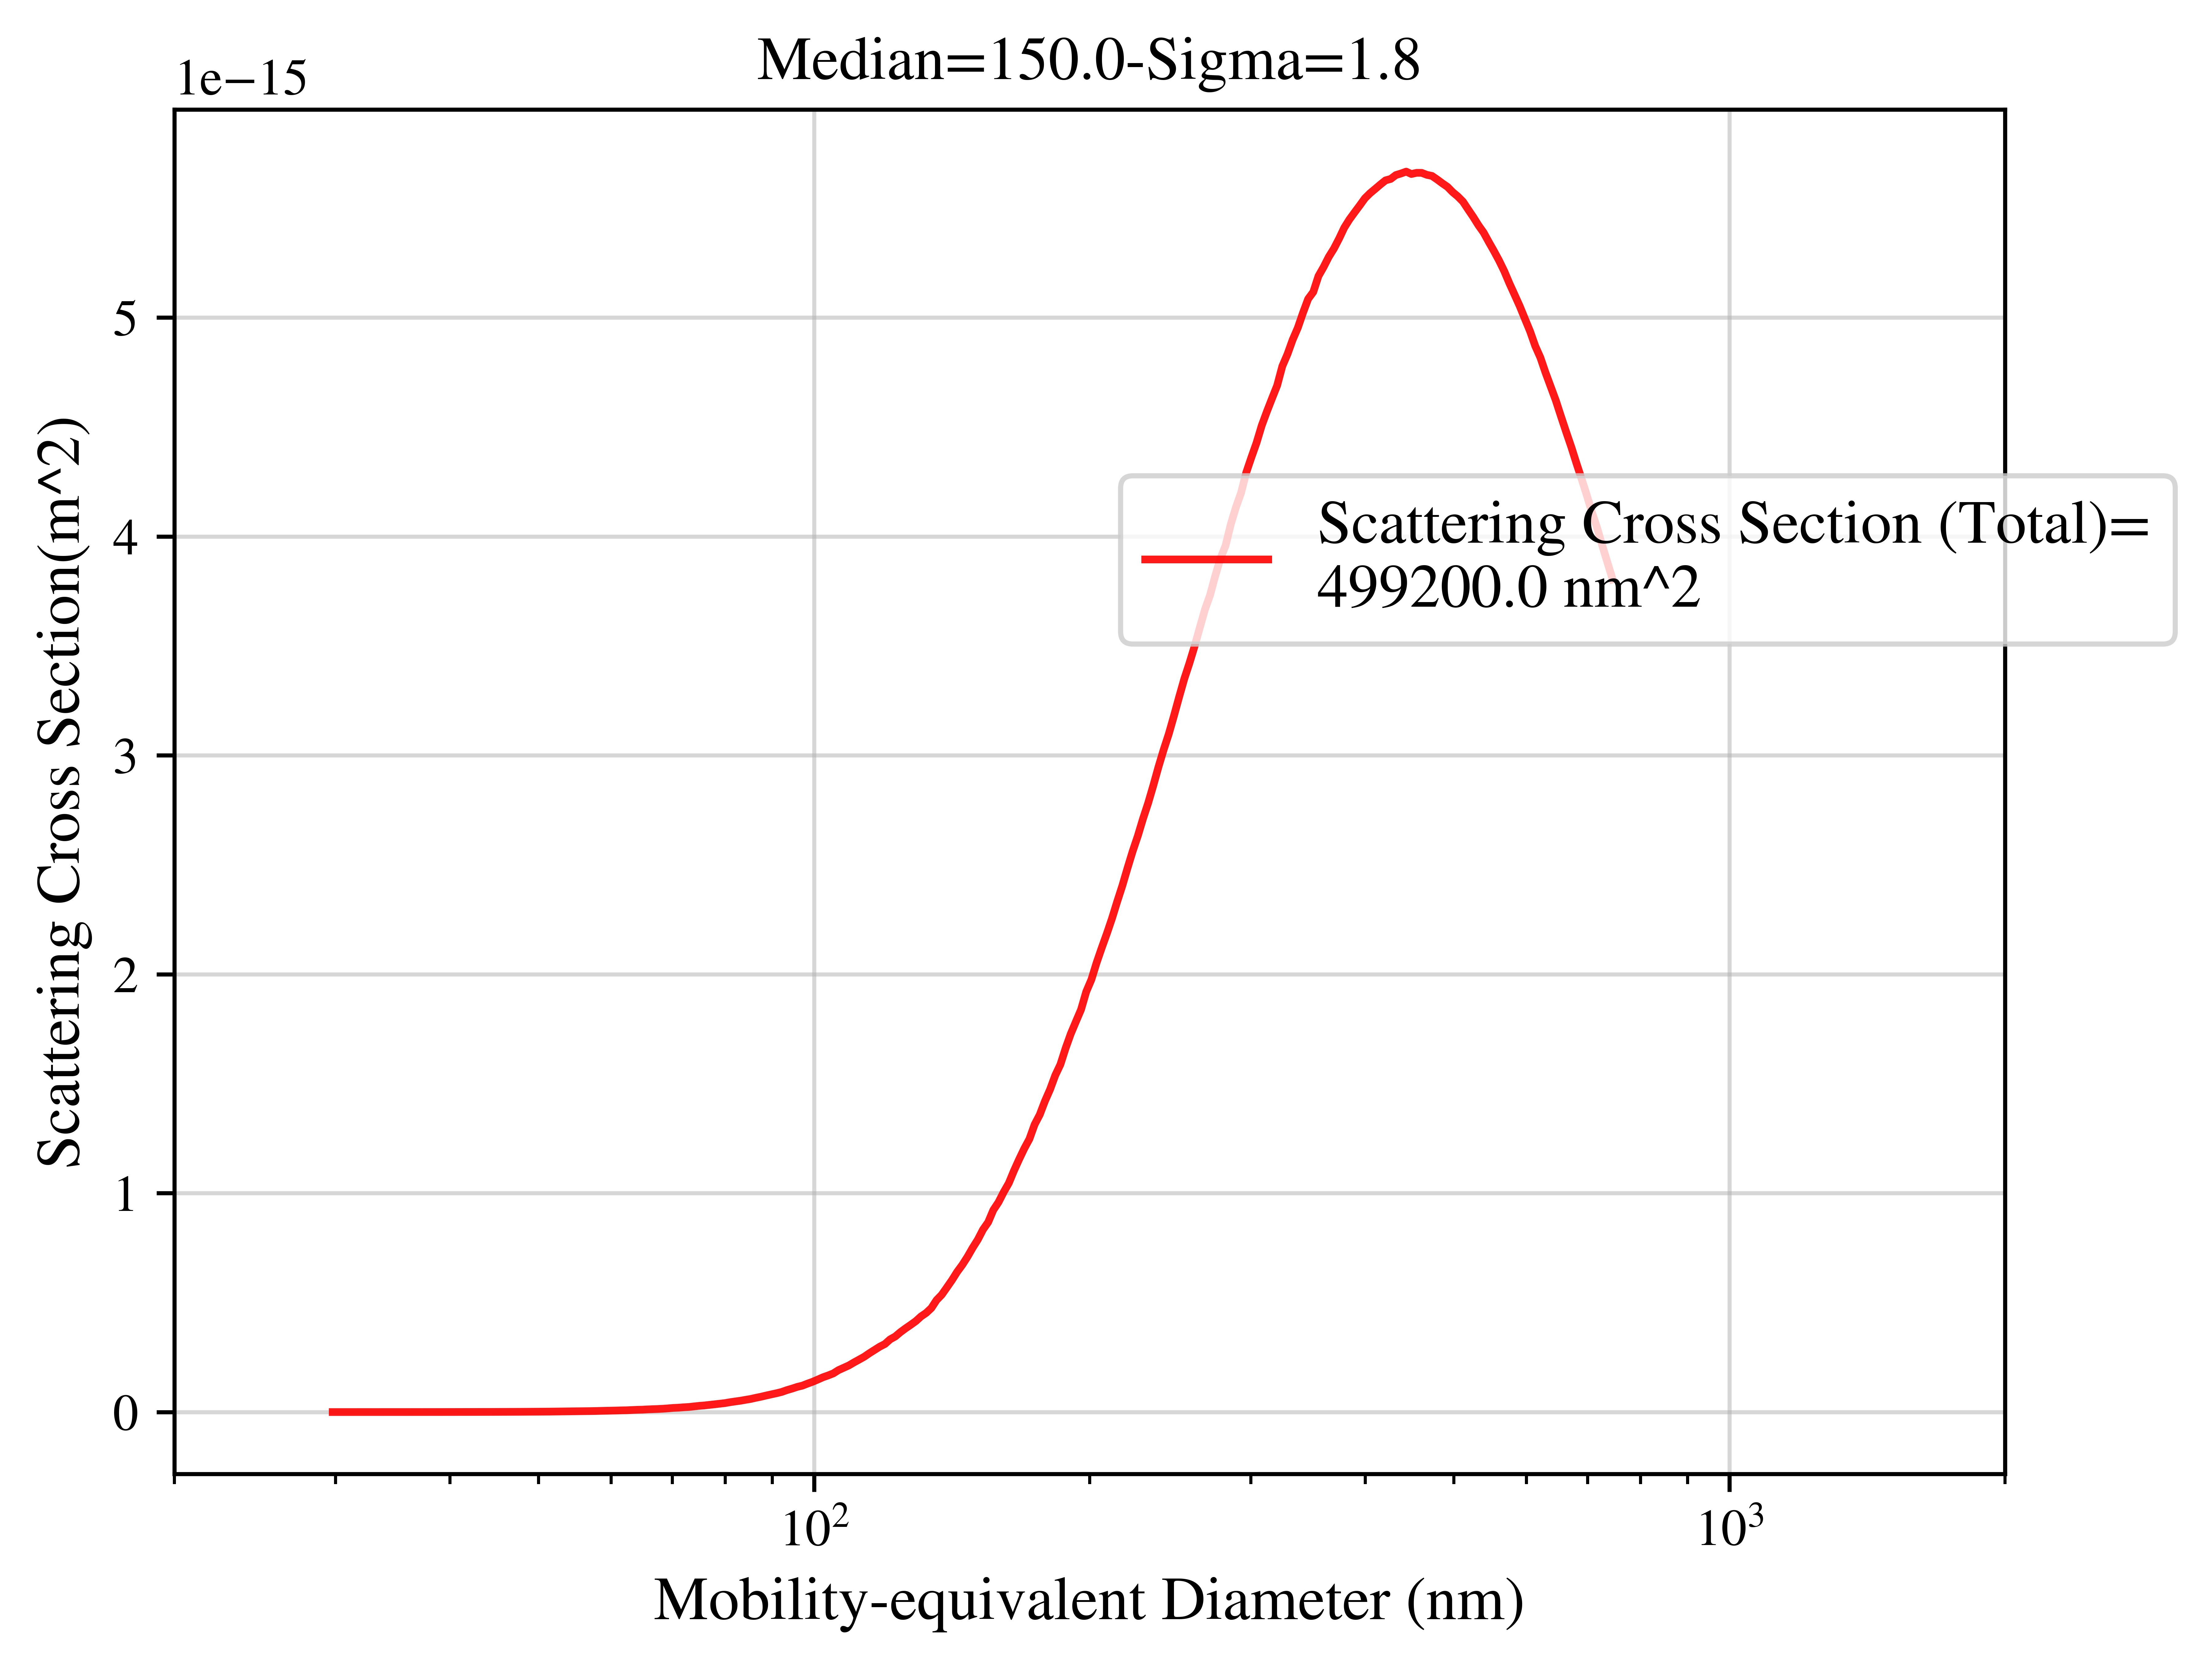 Median=150.0-Sigma=1.8
1e−15
5
4
3
2
1
0
Scattering Cross Section(m^2)
Scattering Cross Section (Total)=
499200.0 nm^2
10²
10³
Mobility-equivalent Diameter (nm)